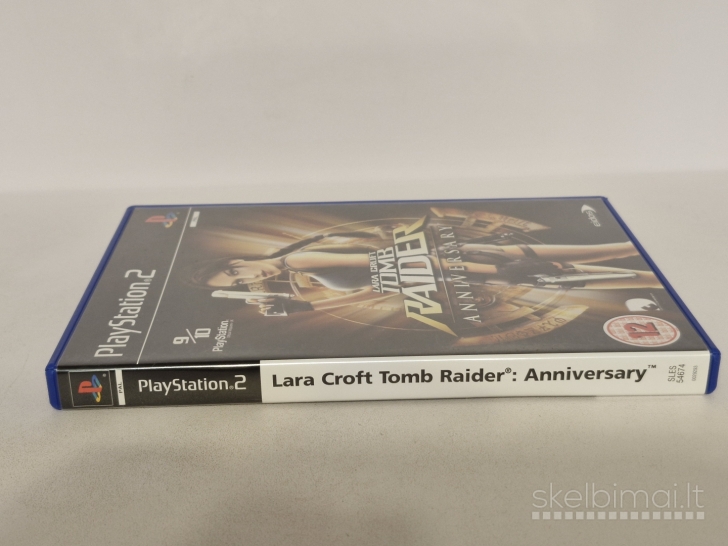 PlayStation®2
9/10
PlayStation
LARA CROFT
TOMB
RAIDER
ANNIVERSARY
eidos
12
PAL
PlayStation®2
Lara Croft Tomb Raider®: Anniversary™
SLES
54674
skelbimai.lt